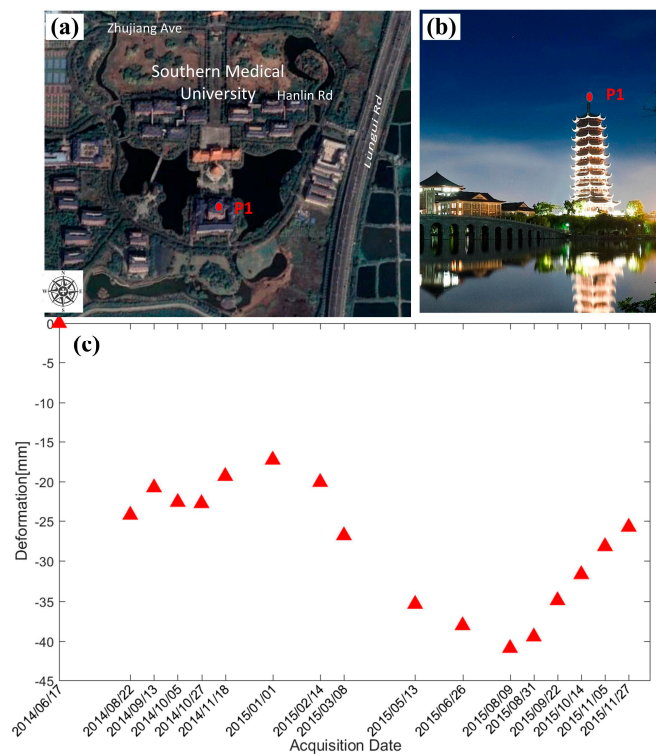 (a)
Zhujiang Ave
Southern Medical
University
Hanlin Rd
Lungui Rd
P1
N
W E
S
(b)
P1
(c)
0
-5
-10
-15
-20
-25
-30
-35
-40
-45
Deformation[mm]
2014/06/17
2014/08/22
2014/09/13
2014/10/05
2014/10/27
2014/11/18
2015/01/01
2015/02/14
2015/03/08
2015/05/13
2015/06/26
2015/08/09
2015/08/31
2015/09/22
2015/10/14
2015/11/05
2015/11/27
Acquisition Date